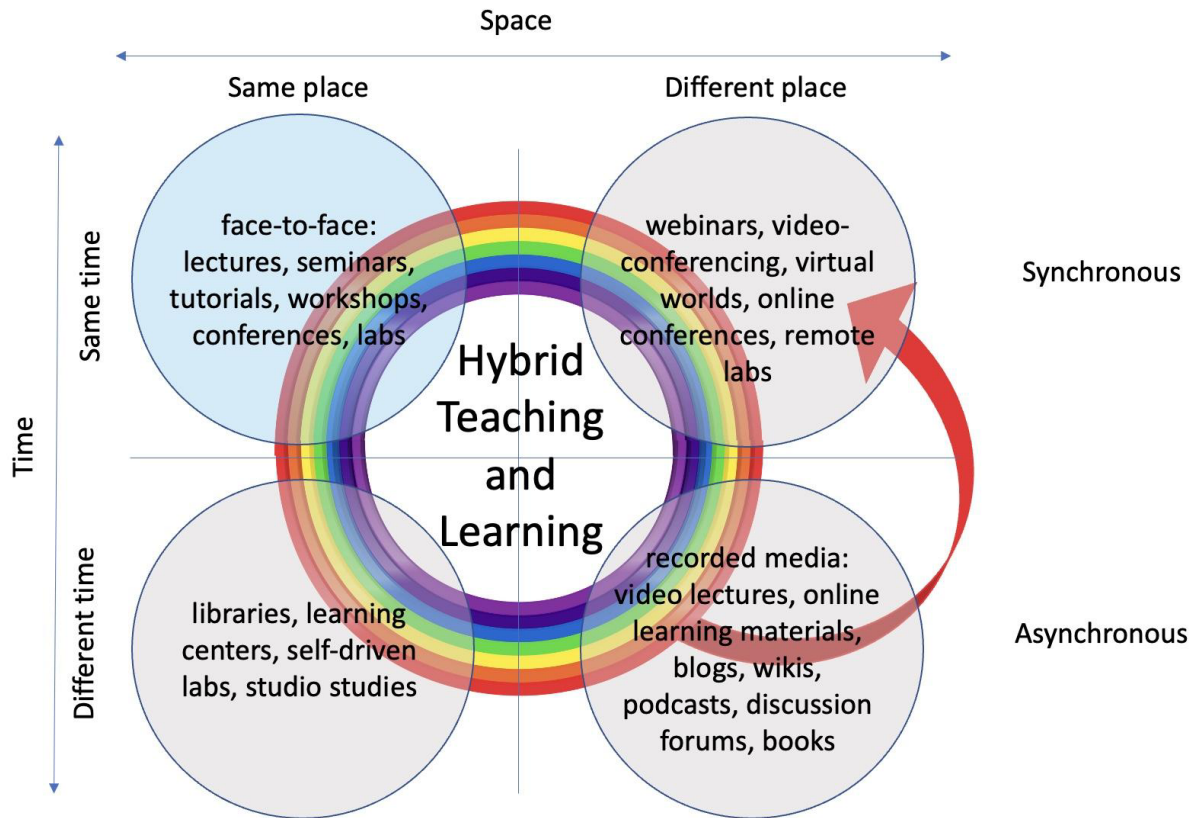 Space
Same place
Different place
Time
Same time
Different time
face-to-face:
lectures, seminars,
tutorials, workshops,
conferences, labs
webinars, video-
conferencing, virtual
worlds, online
conferences, remote
labs
Synchronous
Hybrid
Teaching
and
Learning
libraries, learning
centers, self-driven
labs, studio studies
recorded media:
video lectures, online
learning materials,
blogs, wikis,
podcasts, discussion
forums, books
Asynchronous